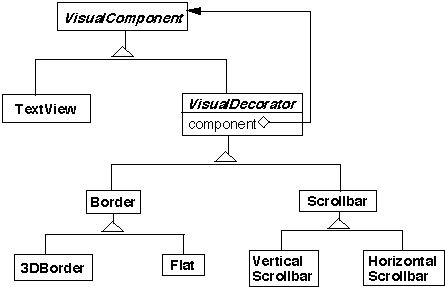 VisualComponent
TextView
VisualDecorator
component
Border
Scrollbar
3DBorder
Flat
Vertical
Scrollbar
Horizontal
Scrollbar